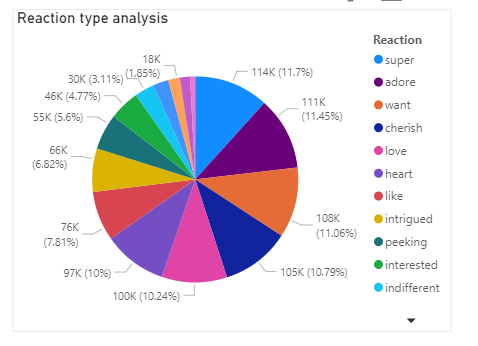 Reaction type analysis
18K
(1.85%)
30K (3.11%)
46K (4.77%)
55K (5.6%)
66K
(6.82%)
76K
(7.81%)
97K (10%)
100K (10.24%)
114K (11.7%)
111K
(11.45%)
108K
(11.06%)
105K (10.79%)
Reaction
super
adore
want
cherish
love
heart
like
intrigued
peeking
interested
indifferent